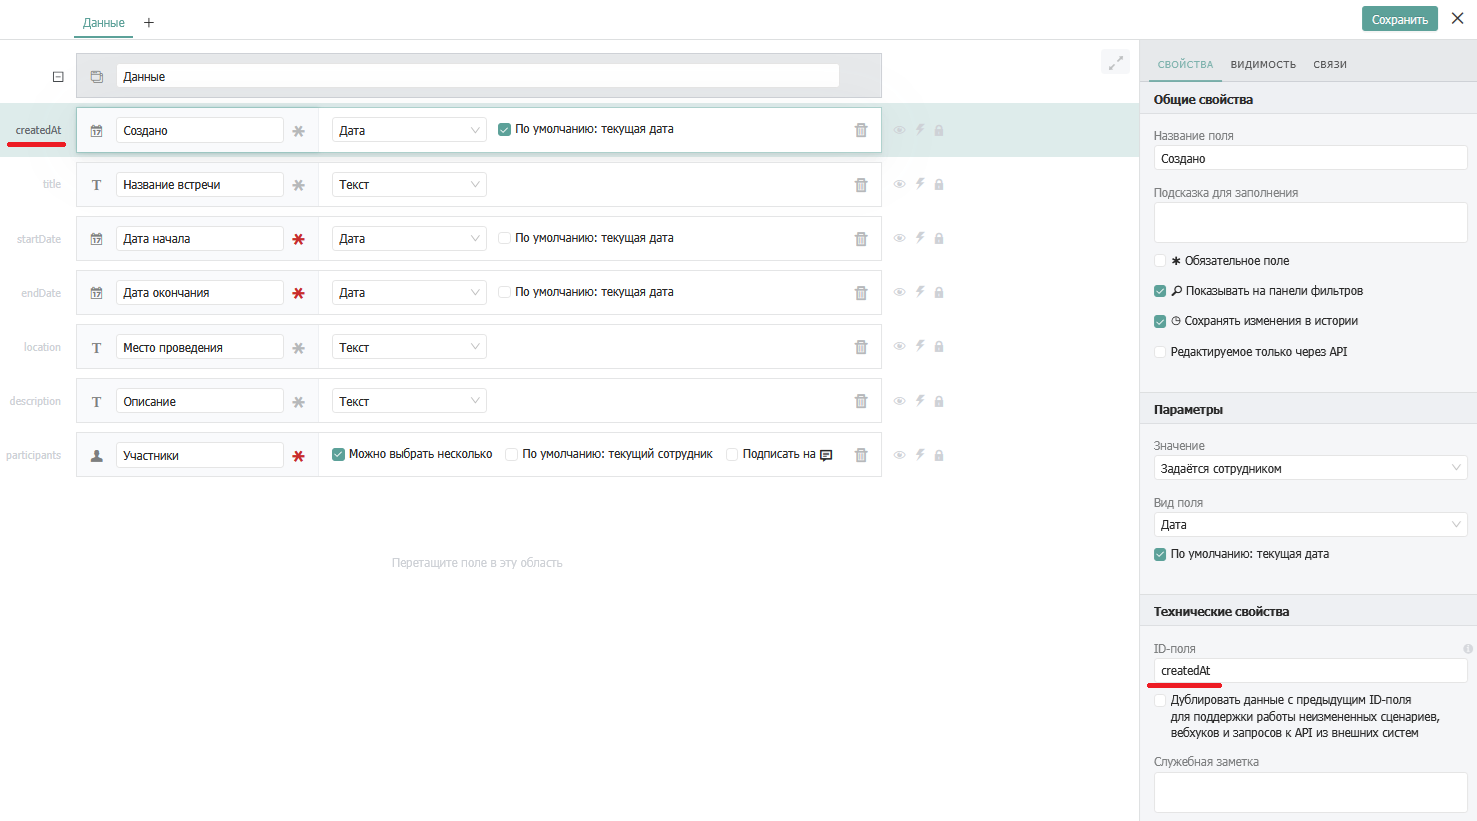 Данные
Сохранить
Данные
createdAt
17
Создано
Дата
По умолчанию: текущая дата
title
T
Название встречи
Текст
startDate
17
Дата начала
Дата
По умолчанию: текущая дата
endDate
17
Дата окончания
Дата
По умолчанию: текущая дата
location
T
Место проведения
Текст
description
T
Описание
Текст
participants
Участники
Можно выбрать несколько
По умолчанию: текущий сотрудник
Подписать на
Перетащите поле в эту область
СВОЙСТВА
ВИДИМОСТЬ
СВЯЗИ
Общие свойства
Название поля
Создано
Подсказка для заполнения
Обязательное поле
Показывать на панели фильтров
Сохранять изменения в истории
Редактируемое только через API
Параметры
Значение
Задаётся сотрудником
Вид поля
Дата
По умолчанию: текущая дата
Технические свойства
ID-поля
createdAt
Дублировать данные с предыдущим ID-поля
для поддержки работы неизмененных сценариев,
вебхуков и запросов к API из внешних систем
Служебная заметка